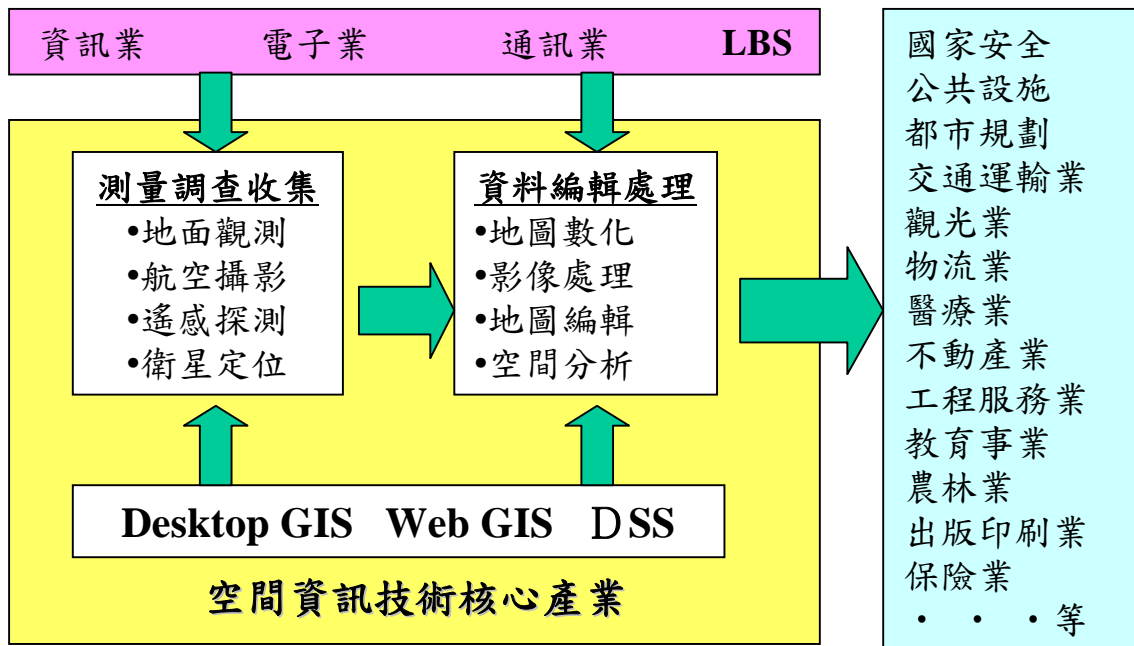 資訊業 電子業 通訊業 LBS
測量調查收集
•地面觀測
•航空攝影
•遙感探測
•衛星定位
資料編輯處理
•地圖數化
•影像處理
•地圖編輯
•空間分析
Desktop GIS Web GIS DSS
空間資訊技術核心產業
國家安全
公共設施
都市規劃
交通運輸業
觀光業
物流業
醫療業
不動產業
工程服務業
教育事業
農林業
出版印刷業
保險業
• • •等